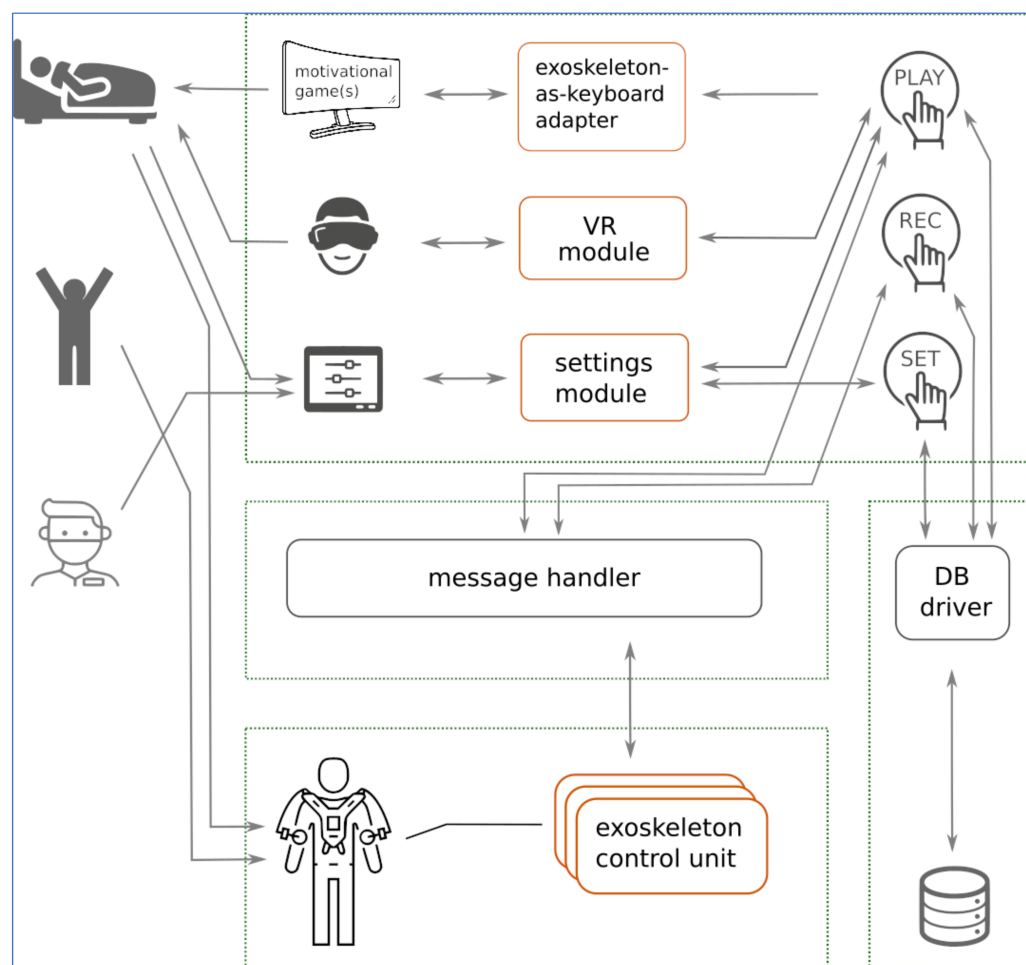 motivational
game(s)
exoskeleton-
as-keyboard
adapter
PLAY
VR
module
REC
settings
module
SET
message handler
DB
driver
exoskeleton
control unit